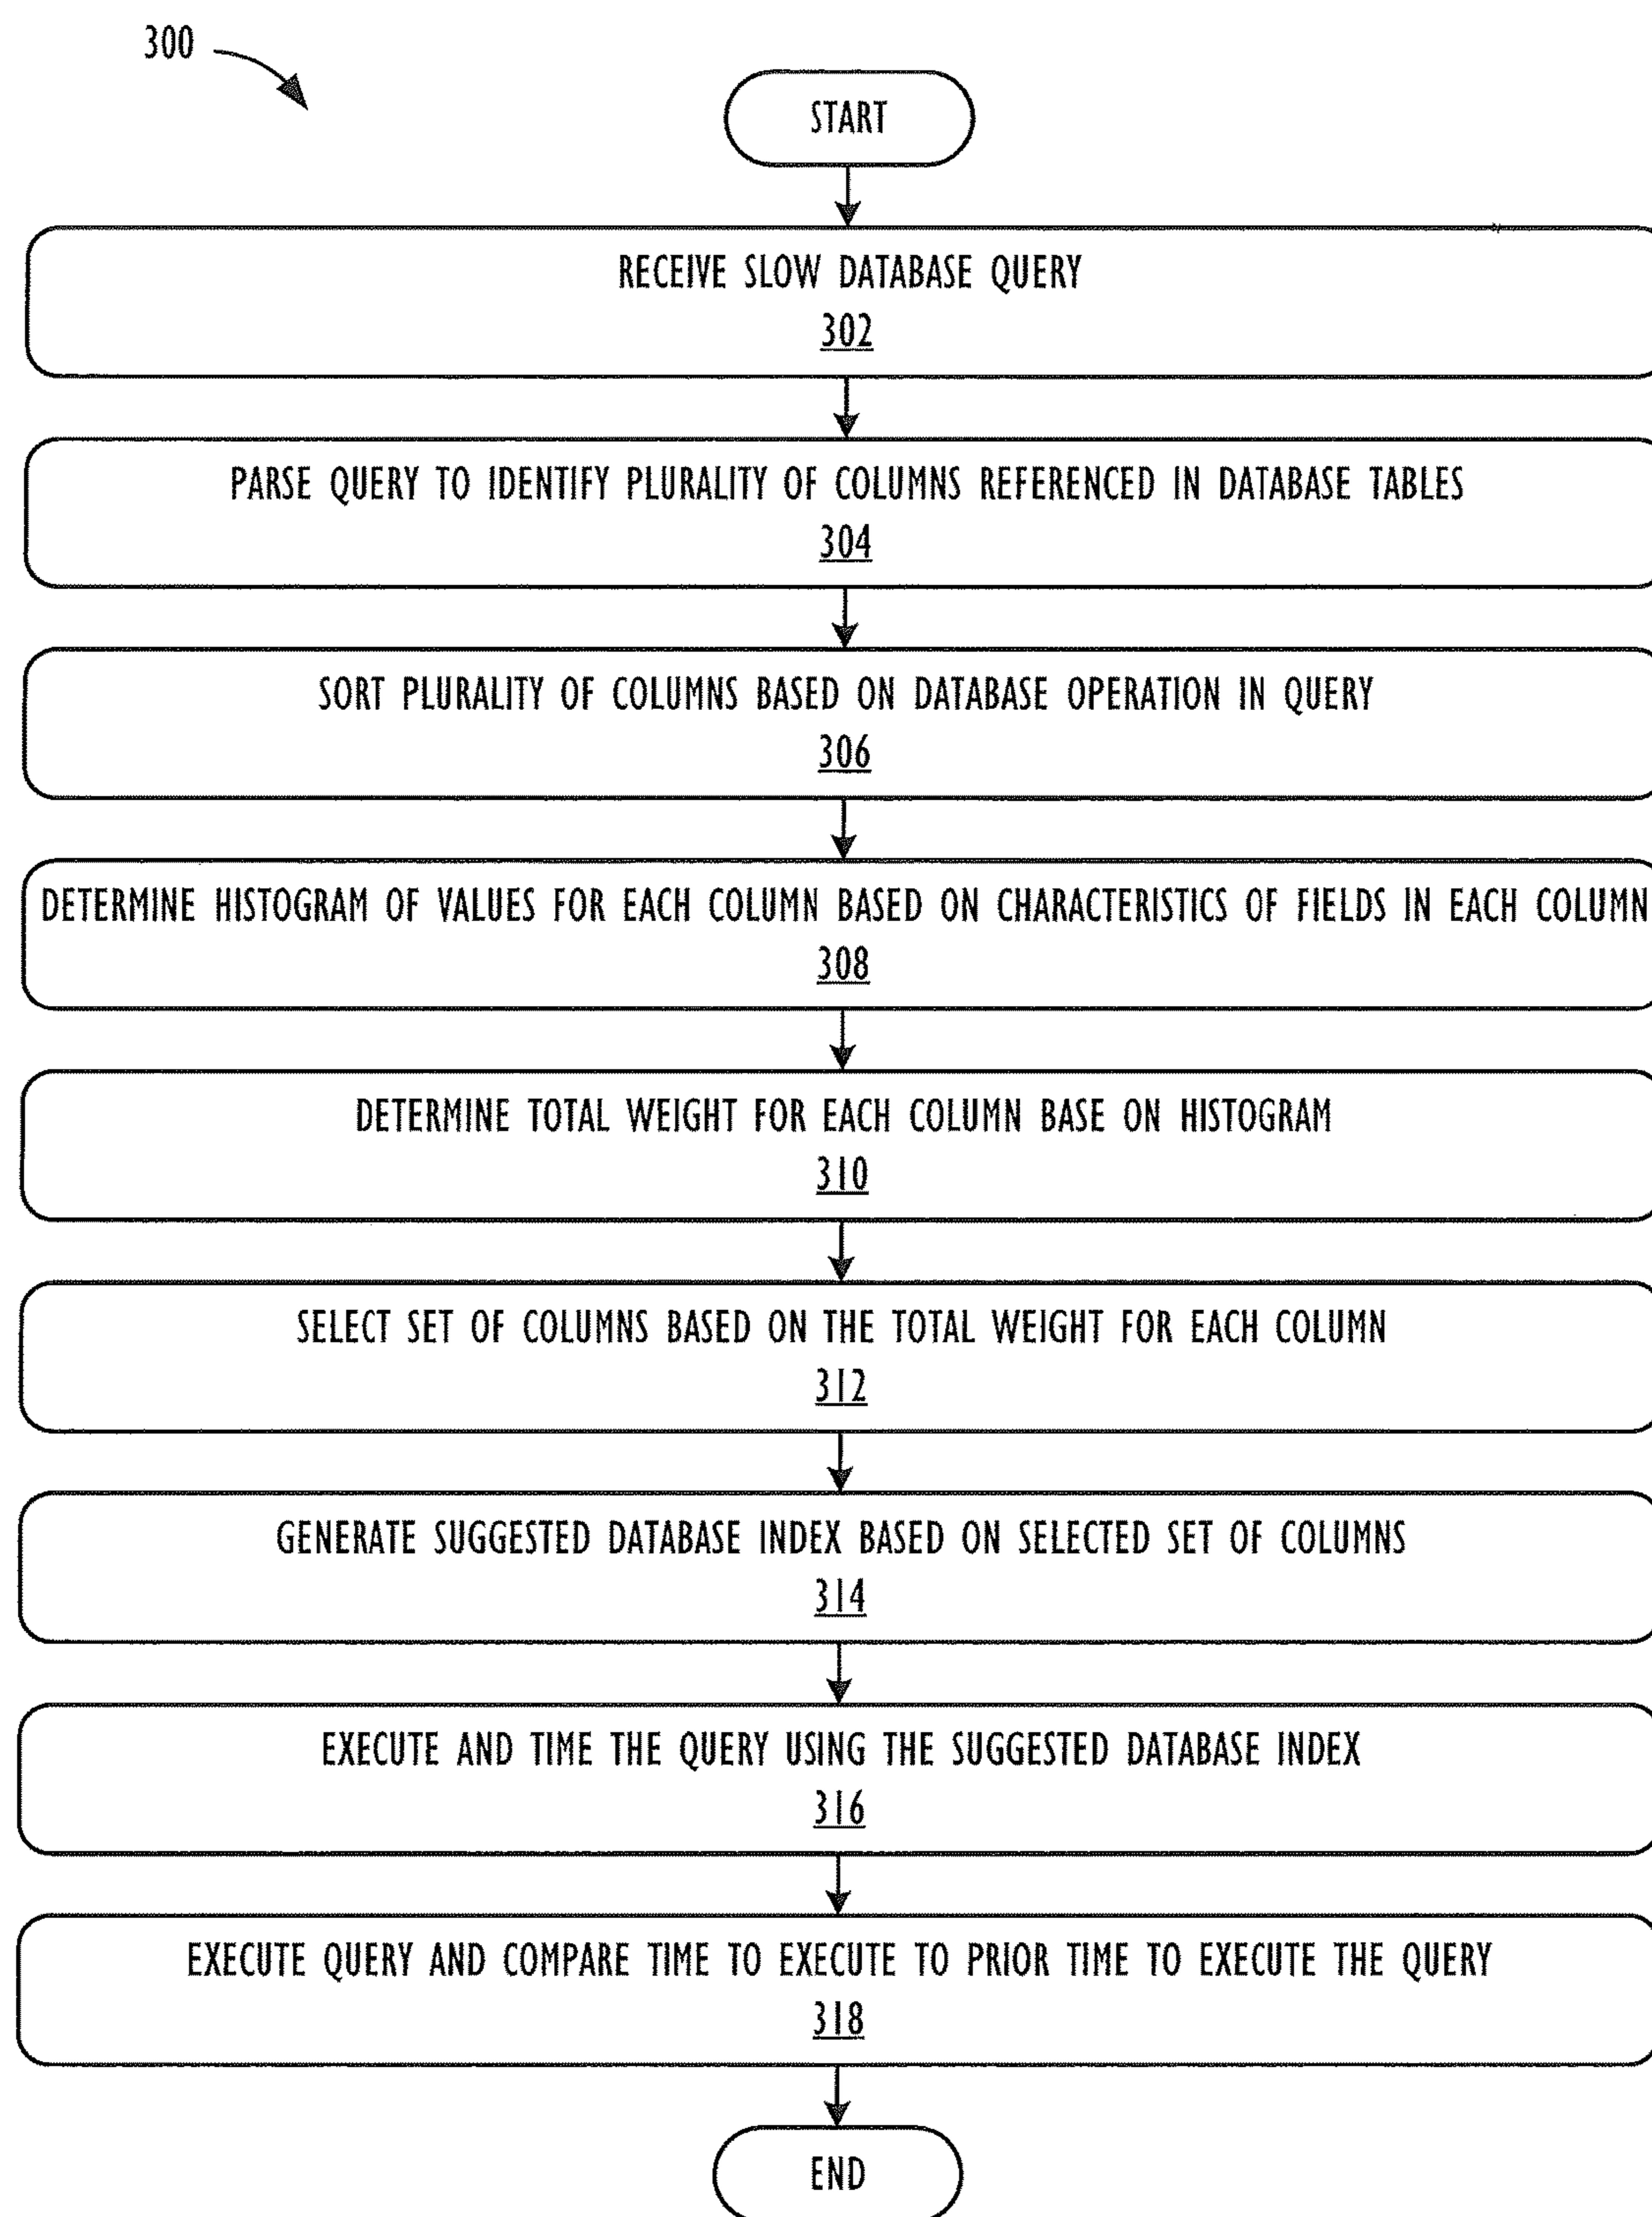 300
START
RECEIVE SLOW DATABASE QUERY
302
PARSE QUERY TO IDENTIFY PLURALITY OF COLUMNS REFERENCED IN DATABASE TABLES
304
SORT PLURALITY OF COLUMNS BASED ON DATABASE OPERATION IN QUERY
306
DETERMINE HISTOGRAM OF VALUES FOR EACH COLUMN BASED ON CHARACTERISTICS OF FIELDS IN EACH COLUMN
308
DETERMINE TOTAL WEIGHT FOR EACH COLUMN BASE ON HISTOGRAM
310
SELECT SET OF COLUMNS BASED ON THE TOTAL WEIGHT FOR EACH COLUMN
312
GENERATE SUGGESTED DATABASE INDEX BASED ON SELECTED SET OF COLUMNS
314
EXECUTE AND TIME THE QUERY USING THE SUGGESTED DATABASE INDEX
316
EXECUTE QUERY AND COMPARE TIME TO EXECUTE TO PRIOR TIME TO EXECUTE THE QUERY
318
END